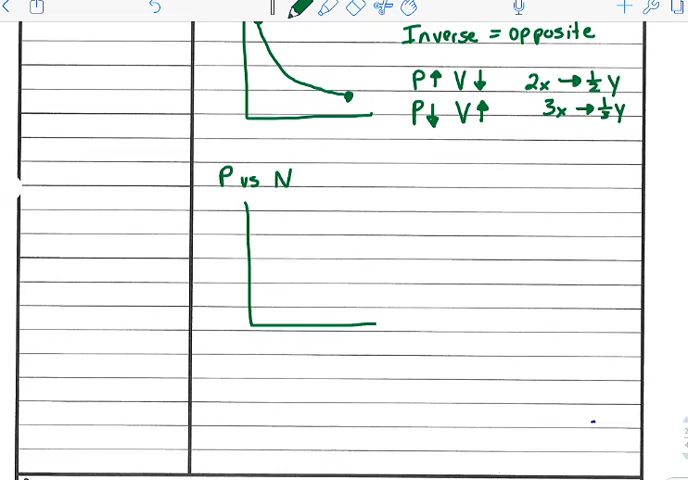 Inverse = opposite
P↑ V↓ 2x → 1/2 y
P↓ V↑ 3x → 1/3 y
P vs N